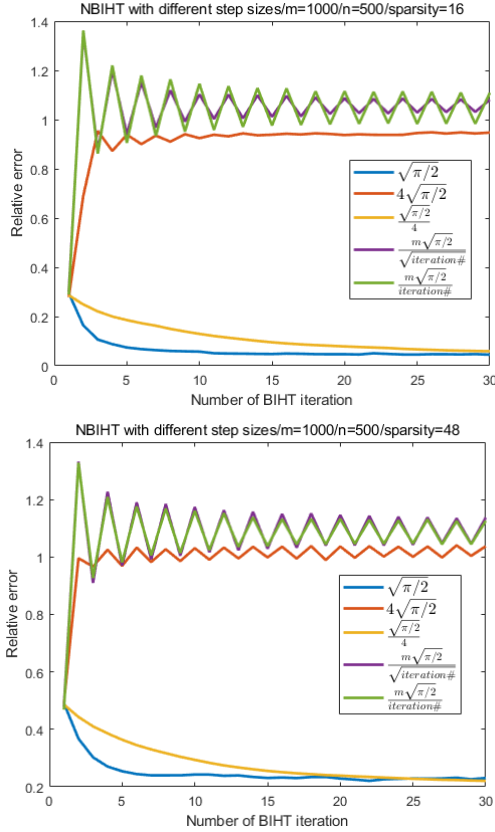 NBIHT with different step sizes/m=1000/n=500/sparsity=16
1.4
1.2
1
0.8
0.6
0.4
0.2
0
Relative error
√π/2
4√π/2
√π/2 / 4
m√π/2 / √iteration#
m√π/2 / iteration#
0 5 10 15 20 25 30
Number of BIHT iteration
NBIHT with different step sizes/m=1000/n=500/sparsity=48
1.4
1.2
1
0.8
0.6
0.4
0.2
Relative error
√π/2
4√π/2
√π/2 / 4
m√π/2 / √iteration#
m√π/2 / iteration#
0 5 10 15 20 25 30
Number of BIHT iteration